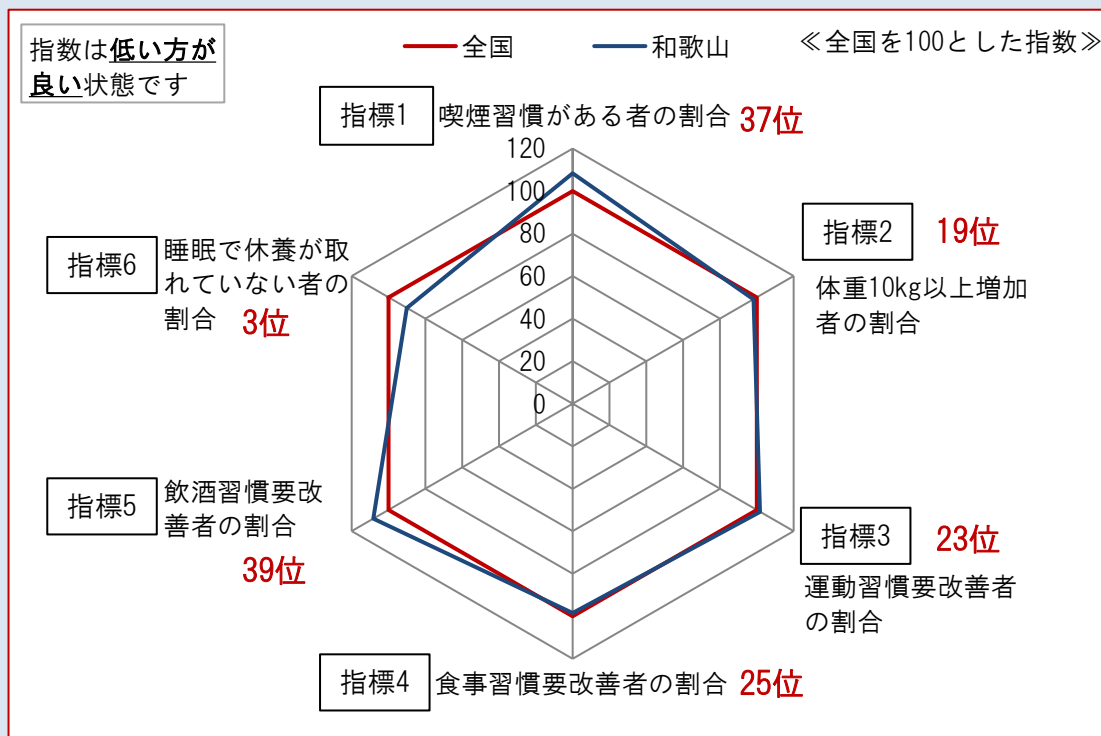 指数は低い方が
良い状態です
全国
和歌山
≪全国を100とした指数≫
指標1
喫煙習慣がある者の割合 37位
120
100
80
60
40
20
0
指標2
19位
体重10kg以上増加
者の割合
指標3
23位
運動習慣要改善者
の割合
指標4
食事習慣要改善者の割合 25位
指標5
飲酒習慣要改
善者の割合
39位
指標6
睡眠で休養が取
れていない者の
割合 3位